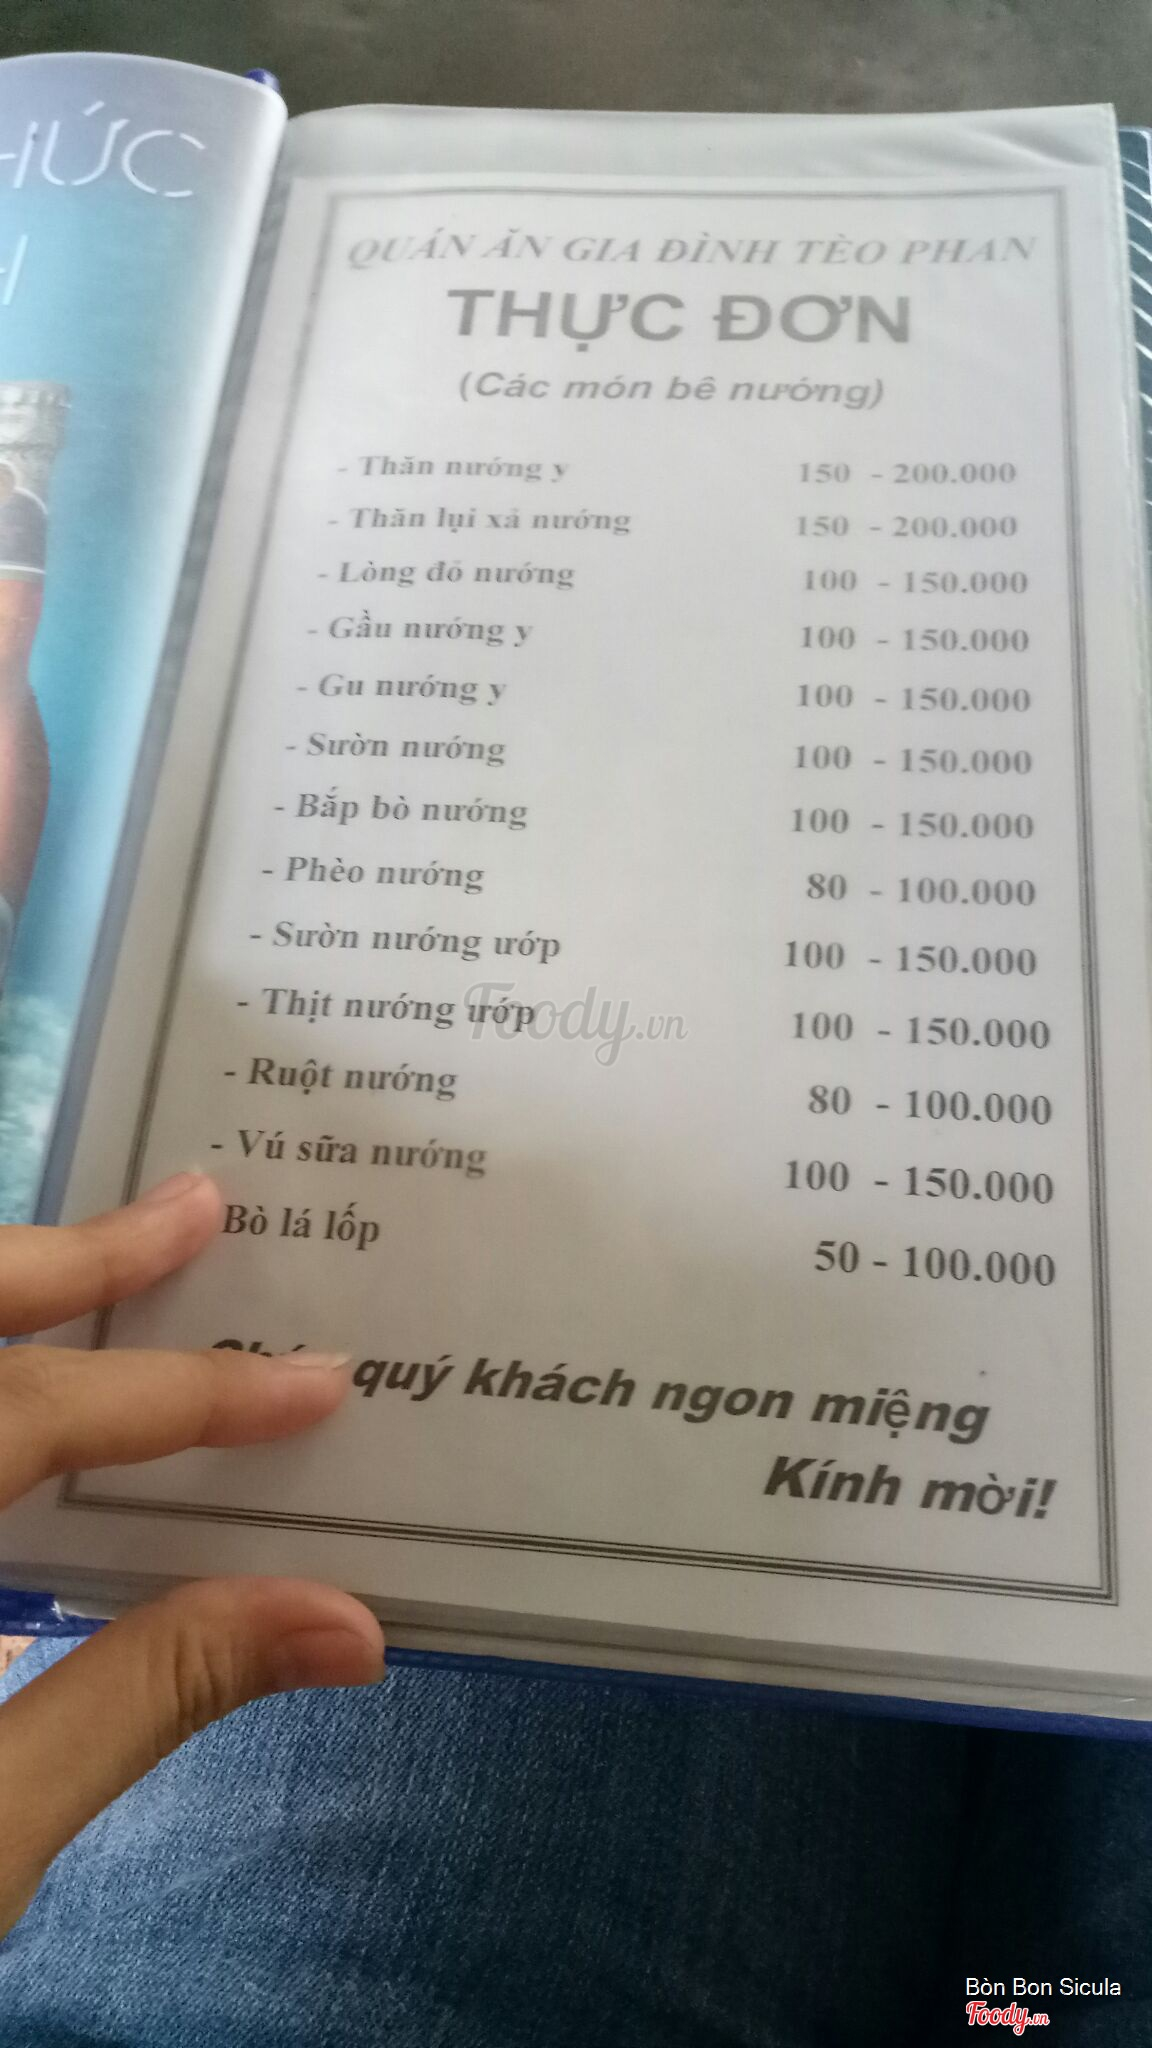 QUÁN ĂN GIA ĐÌNH TÈO PHAN
THỰC ĐƠN
(Các món bê nướng)
- Thăn nướng y 150 - 200.000
- Thăn lụi xả nướng 150 - 200.000
- Lòng đỏ nướng 100 - 150.000
- Gầu nướng y 100 - 150.000
- Gu nướng y 100 - 150.000
- Sườn nướng 100 - 150.000
- Bắp bò nướng 100 - 150.000
- Phèo nướng 80 - 100.000
- Sườn nướng ướp 100 - 150.000
- Thịt nướng ướp 100 - 150.000
- Ruột nướng 80 - 100.000
- Vú sữa nướng 100 - 150.000
Bò lá lốp 50 - 100.000
quý khách ngon miệng
Kính mời!
Foody.vn
Bòn Bon Sicula
Foody.vn